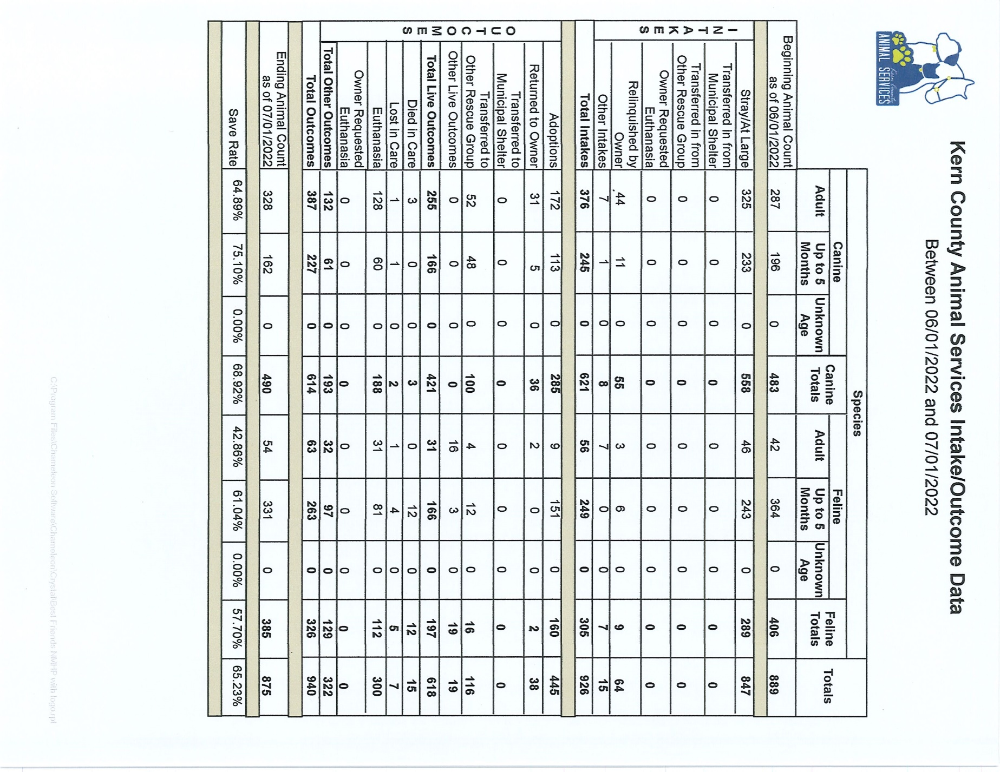 Kern County
ANIMAL SERVICES
Kern County Animal Services Intake/Outcome Data
Between 06/01/2022 and 07/01/2022
Species
Canine Canine Feline Feline Totals
Adult Up to 5 Months Unknown Age Totals Adult Up to 5 Months Unknown Age Totals
Beginning Animal Count
as of 06/01/2022 287 196 0 483 42 364 0 406 889
INTAKES
Stray/At Large 325 233 0 558 46 243 0 289 847
Transferred in from
Municipal Shelter 0 0 0 0 0 0 0 0 0
Transferred in from
Other Rescue Group 0 0 0 0 0 0 0 0 0
Owner Requested
Euthanasia 0 0 0 0 0 0 0 0 0
Relinquished by
Owner 44 11 0 55 3 6 0 9 64
Other Intakes 7 1 0 8 7 0 0 7 15
Total Intakes 376 245 0 621 56 249 0 305 926
OUTCOMES
Adoptions 172 113 0 285 9 151 0 160 445
Returned to Owner 31 5 0 36 2 0 0 2 38
Transferred to
Municipal Shelter 0 0 0 0 0 0 0 0 0
Transferred to
Other Rescue Group 52 48 0 100 4 12 0 16 116
Other Live Outcomes 0 0 0 0 16 3 0 19 19
Total Live Outcomes 255 166 0 421 31 166 0 197 618
Died in Care 3 0 0 3 0 12 0 12 15
Lost in Care 1 1 0 2 1 4 0 5 7
Euthanasia 128 60 0 188 31 81 0 112 300
Owner Requested
Euthanasia 0 0 0 0 0 0 0 0 0
Total Other Outcomes 132 61 0 193 32 97 0 129 322
Total Outcomes 387 227 0 614 63 263 0 326 940
Ending Animal Count
as of 07/01/2022 328 162 0 490 54 331 0 385 875
Save Rate 64.89% 75.10% 0.00% 68.92% 42.86% 61.04% 0.00% 57.70% 65.23%
C:\Program Files\Chameleon Software\Chameleon\Crystal\Best Friends NMHP with logo.rpt